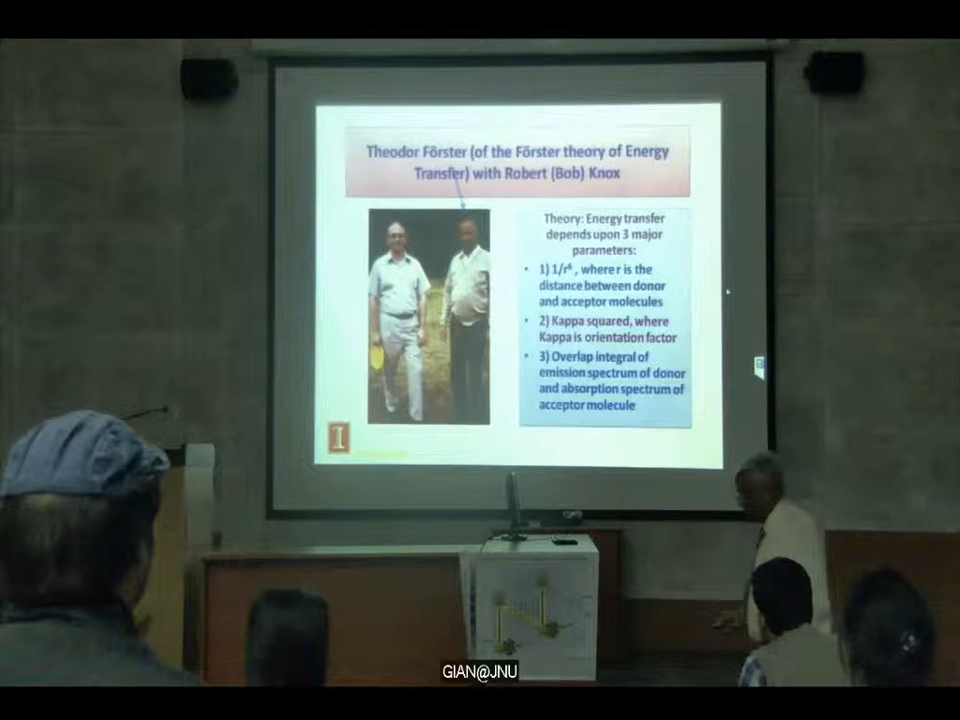 Theodor Förster (of the Förster theory of Energy
Transfer) with Robert (Bob) Knox
Theory: Energy transfer
depends upon 3 major
parameters:
• 1) 1/r⁶ , where r is the
distance between donor
and acceptor molecules
• 2) Kappa squared, where
Kappa is orientation factor
• 3) Overlap integral of
emission spectrum of donor
and absorption spectrum of
acceptor molecule
I
GIAN@JNU